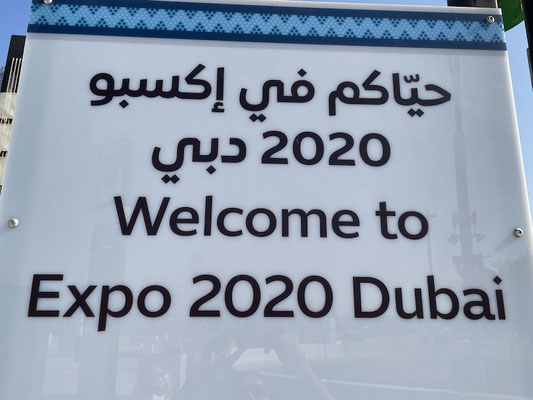 حيّاكم في إكسبو
2020 دبي
Welcome to
Expo 2020 Dubai